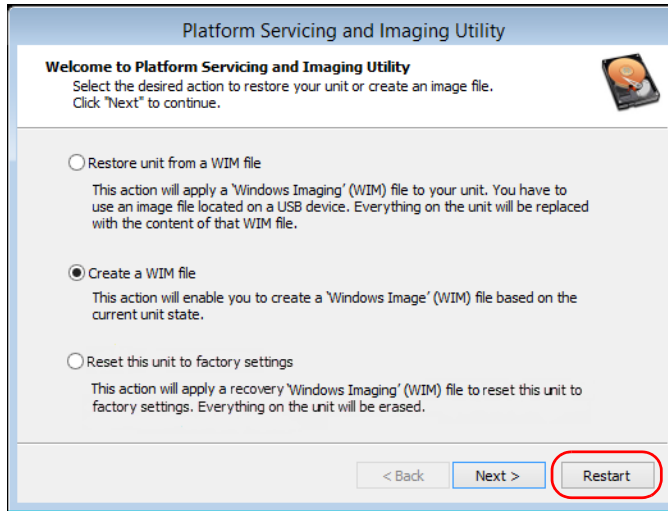 Platform Servicing and Imaging Utility
Welcome to Platform Servicing and Imaging Utility
Select the desired action to restore your unit or create an image file.
Click "Next" to continue.
Restore unit from a WIM file
This action will apply a 'Windows Imaging' (WIM) file to your unit. You have to
use an image file located on a USB device. Everything on the unit will be replaced
with the content of that WIM file.
Create a WIM file
This action will enable you to create a 'Windows Image' (WIM) file based on the
current unit state.
Reset this unit to factory settings
This action will apply a recovery 'Windows Imaging' (WIM) file to reset this unit to
factory settings. Everything on the unit will be erased.
< Back Next > Restart